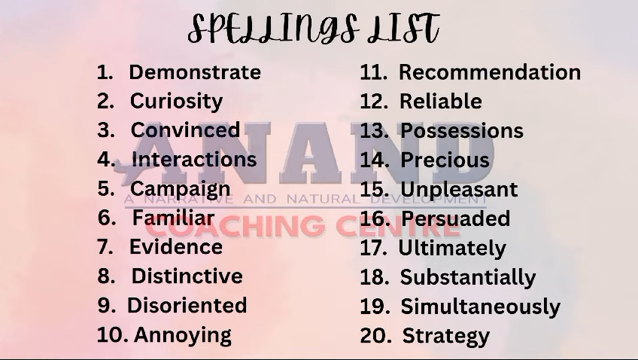 SPELLINGS LIST
1. Demonstrate
2. Curiosity
3. Convinced
4. Interactions
5. Campaign
6. Familiar
7. Evidence
8. Distinctive
9. Disoriented
10. Annoying
11. Recommendation
12. Reliable
13. Possessions
14. Precious
15. Unpleasant
16. Persuaded
17. Ultimately
18. Substantially
19. Simultaneously
20. Strategy
ANAND
A NARRATIVE AND NATURAL DEVELOPMENT
COACHING CENTRE